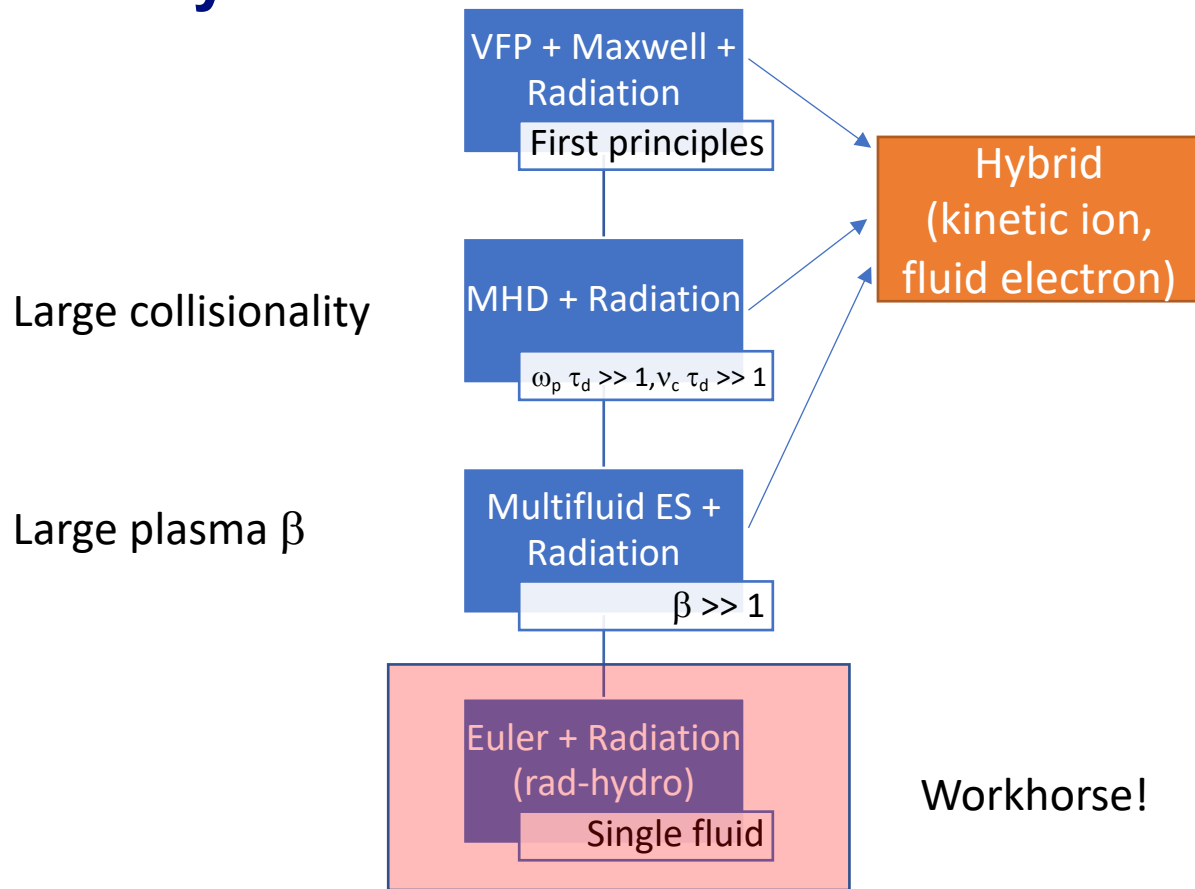 VFP + Maxwell +
Radiation
First principles
Hybrid
(kinetic ion,
fluid electron)
Large collisionality
MHD + Radiation
ωp τd >> 1,νc τd >> 1
Large plasma β
Multifluid ES +
Radiation
β >> 1
Euler + Radiation
(rad-hydro)
Single fluid
Workhorse!